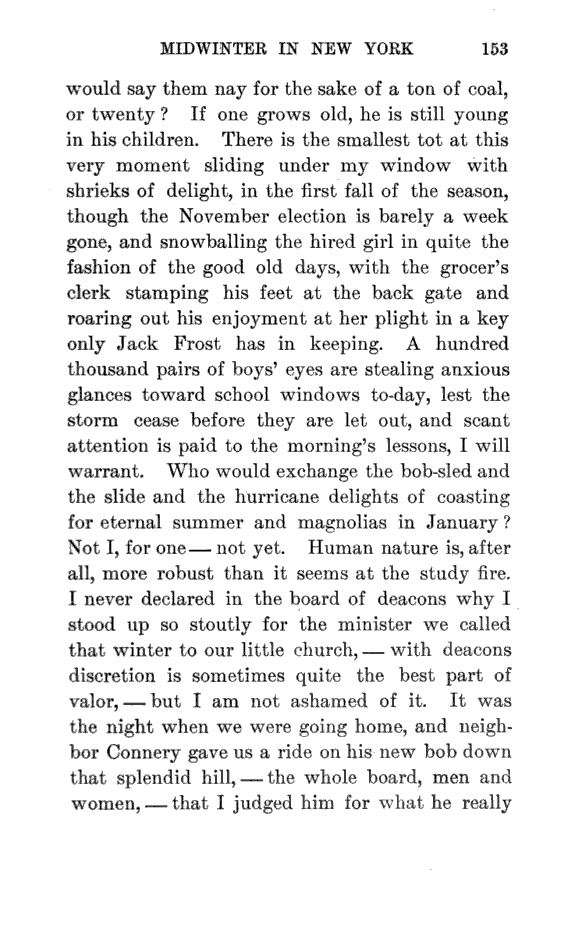 MIDWINTER IN NEW YORK 153
would say them nay for the sake of a ton of coal,
or twenty? If one grows old, he is still young
in his children. There is the smallest tot at this
very moment sliding under my window with
shrieks of delight, in the first fall of the season,
though the November election is barely a week
gone, and snowballing the hired girl in quite the
fashion of the good old days, with the grocer's
clerk stamping his feet at the back gate and
roaring out his enjoyment at her plight in a key
only Jack Frost has in keeping. A hundred
thousand pairs of boys' eyes are stealing anxious
glances toward school windows to-day, lest the
storm cease before they are let out, and scant
attention is paid to the morning's lessons, I will
warrant. Who would exchange the bob-sled and
the slide and the hurricane delights of coasting
for eternal summer and magnolias in January?
Not I, for one — not yet. Human nature is, after
all, more robust than it seems at the study fire.
I never declared in the board of deacons why I
stood up so stoutly for the minister we called
that winter to our little church, — with deacons
discretion is sometimes quite the best part of
valor, — but I am not ashamed of it. It was
the night when we were going home, and neigh-
bor Connery gave us a ride on his new bob down
that splendid hill, — the whole board, men and
women, — that I judged him for what he really